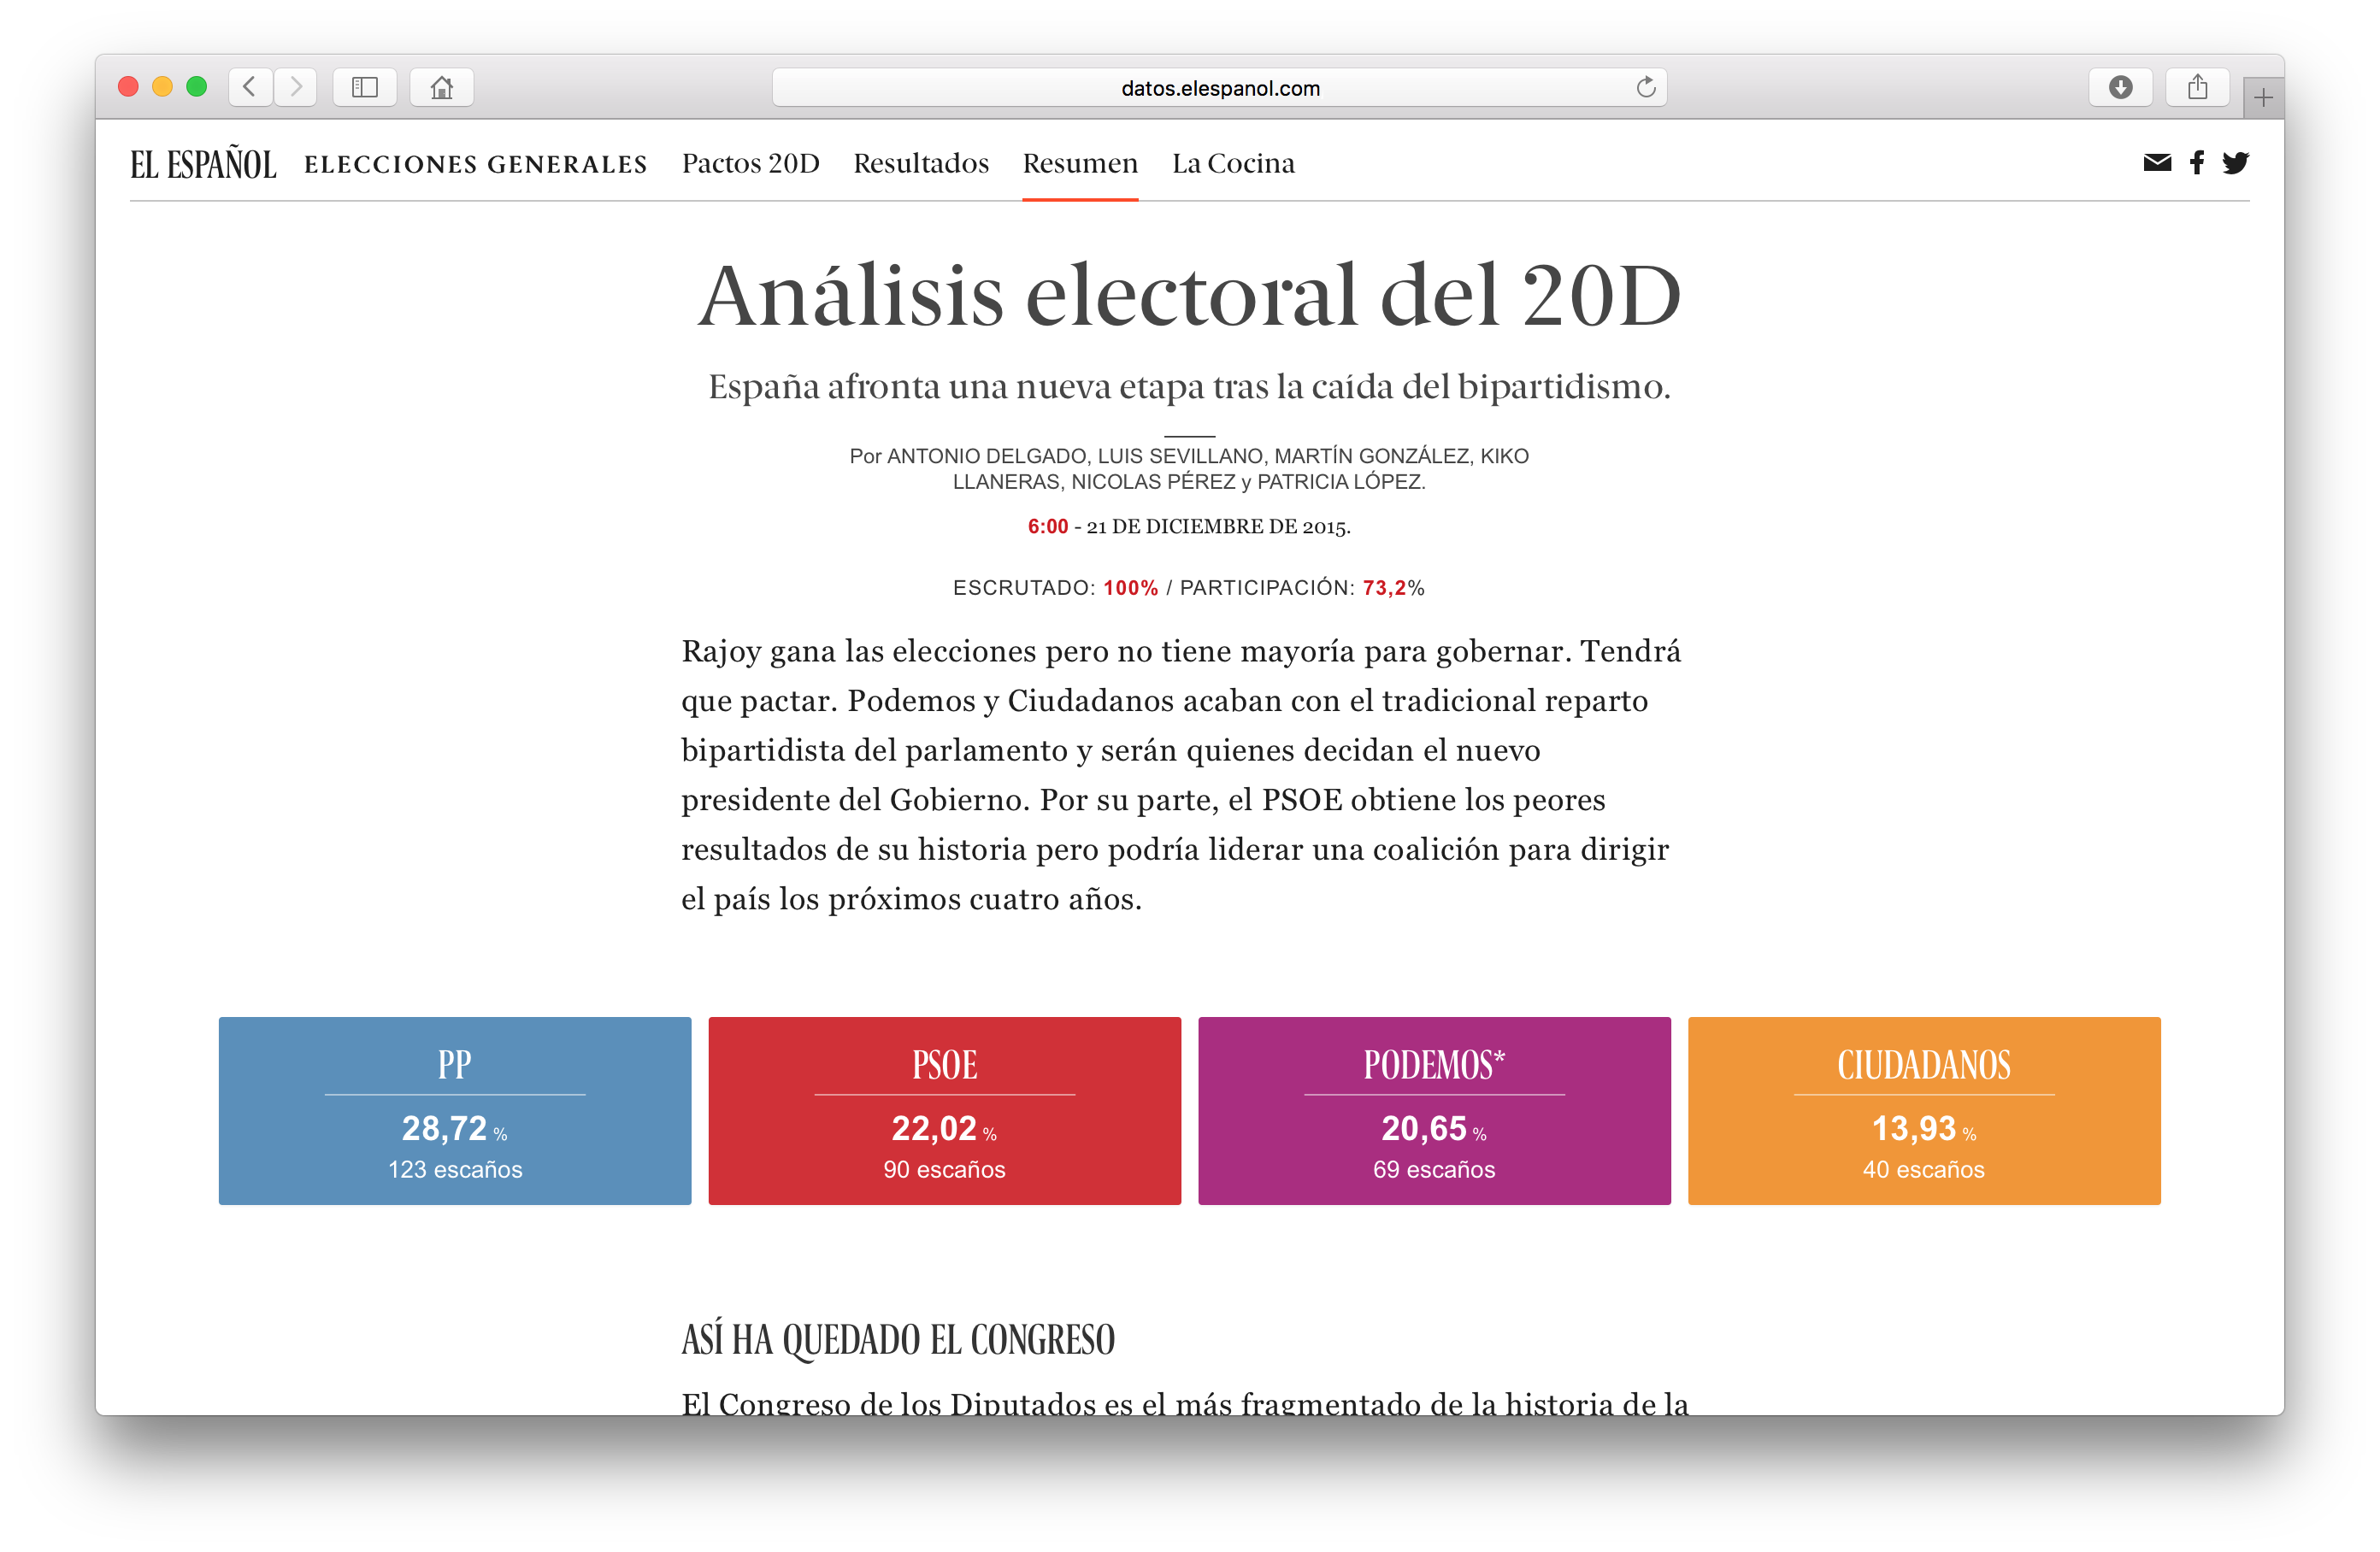 datos.elespanol.com
EL ESPAÑOL ELECCIONES GENERALES Pactos 20D Resultados Resumen La Cocina
Análisis electoral del 20D
España afronta una nueva etapa tras la caída del bipartidismo.
Por ANTONIO DELGADO, LUIS SEVILLANO, MARTÍN GONZÁLEZ, KIKO
LLANERAS, NICOLAS PÉREZ y PATRICIA LÓPEZ.
6:00 - 21 DE DICIEMBRE DE 2015.
ESCRUTADO: 100% / PARTICIPACIÓN: 73,2%
Rajoy gana las elecciones pero no tiene mayoría para gobernar. Tendrá
que pactar. Podemos y Ciudadanos acaban con el tradicional reparto
bipartidista del parlamento y serán quienes decidan el nuevo
presidente del Gobierno. Por su parte, el PSOE obtiene los peores
resultados de su historia pero podría liderar una coalición para dirigir
el país los próximos cuatro años.
PP
28,72 %
123 escaños
PSOE
22,02 %
90 escaños
PODEMOS*
20,65 %
69 escaños
CIUDADANOS
13,93 %
40 escaños
ASÍ HA QUEDADO EL CONGRESO
El Congreso de los Diputados es el más fragmentado de la historia de la